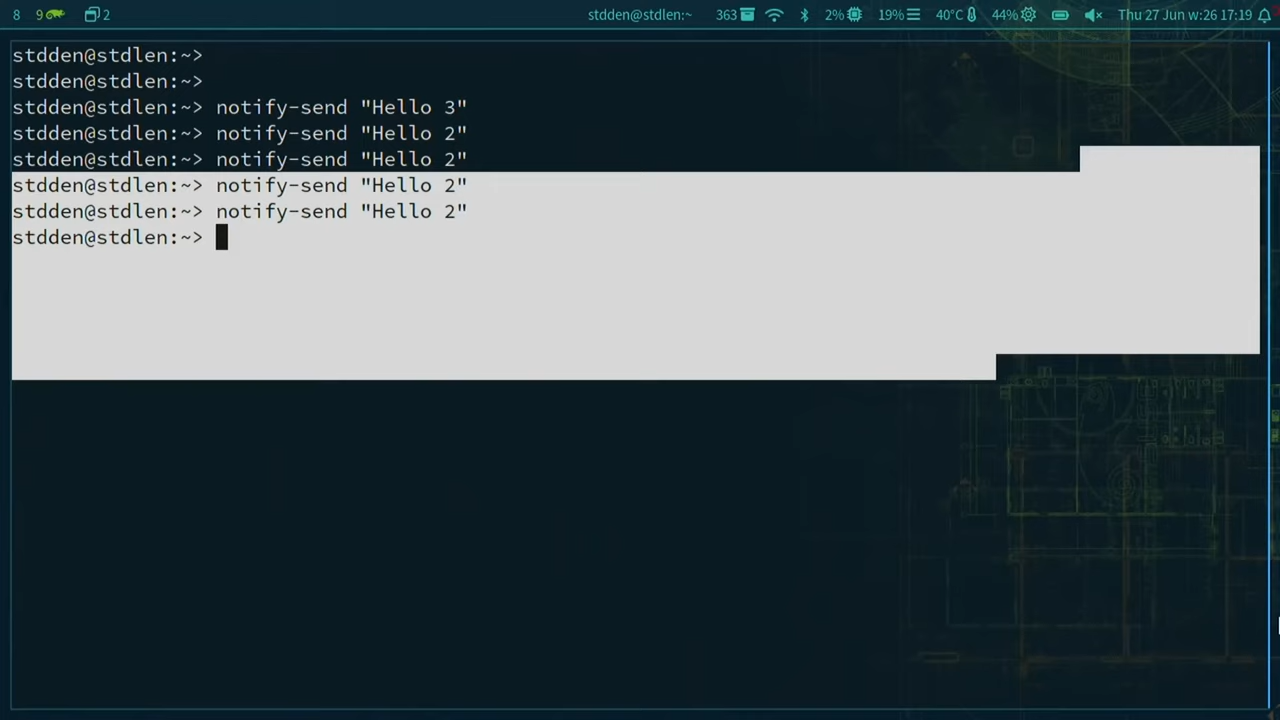 8 9 2 stdden@stdlen:~ 363 2% 19% 40°C 44% Thu 27 Jun w:26 17:19
stdden@stdlen:~>
stdden@stdlen:~>
stdden@stdlen:~> notify-send "Hello 3"
stdden@stdlen:~> notify-send "Hello 2"
stdden@stdlen:~> notify-send "Hello 2"
stdden@stdlen:~> notify-send "Hello 2"
stdden@stdlen:~> notify-send "Hello 2"
stdden@stdlen:~>